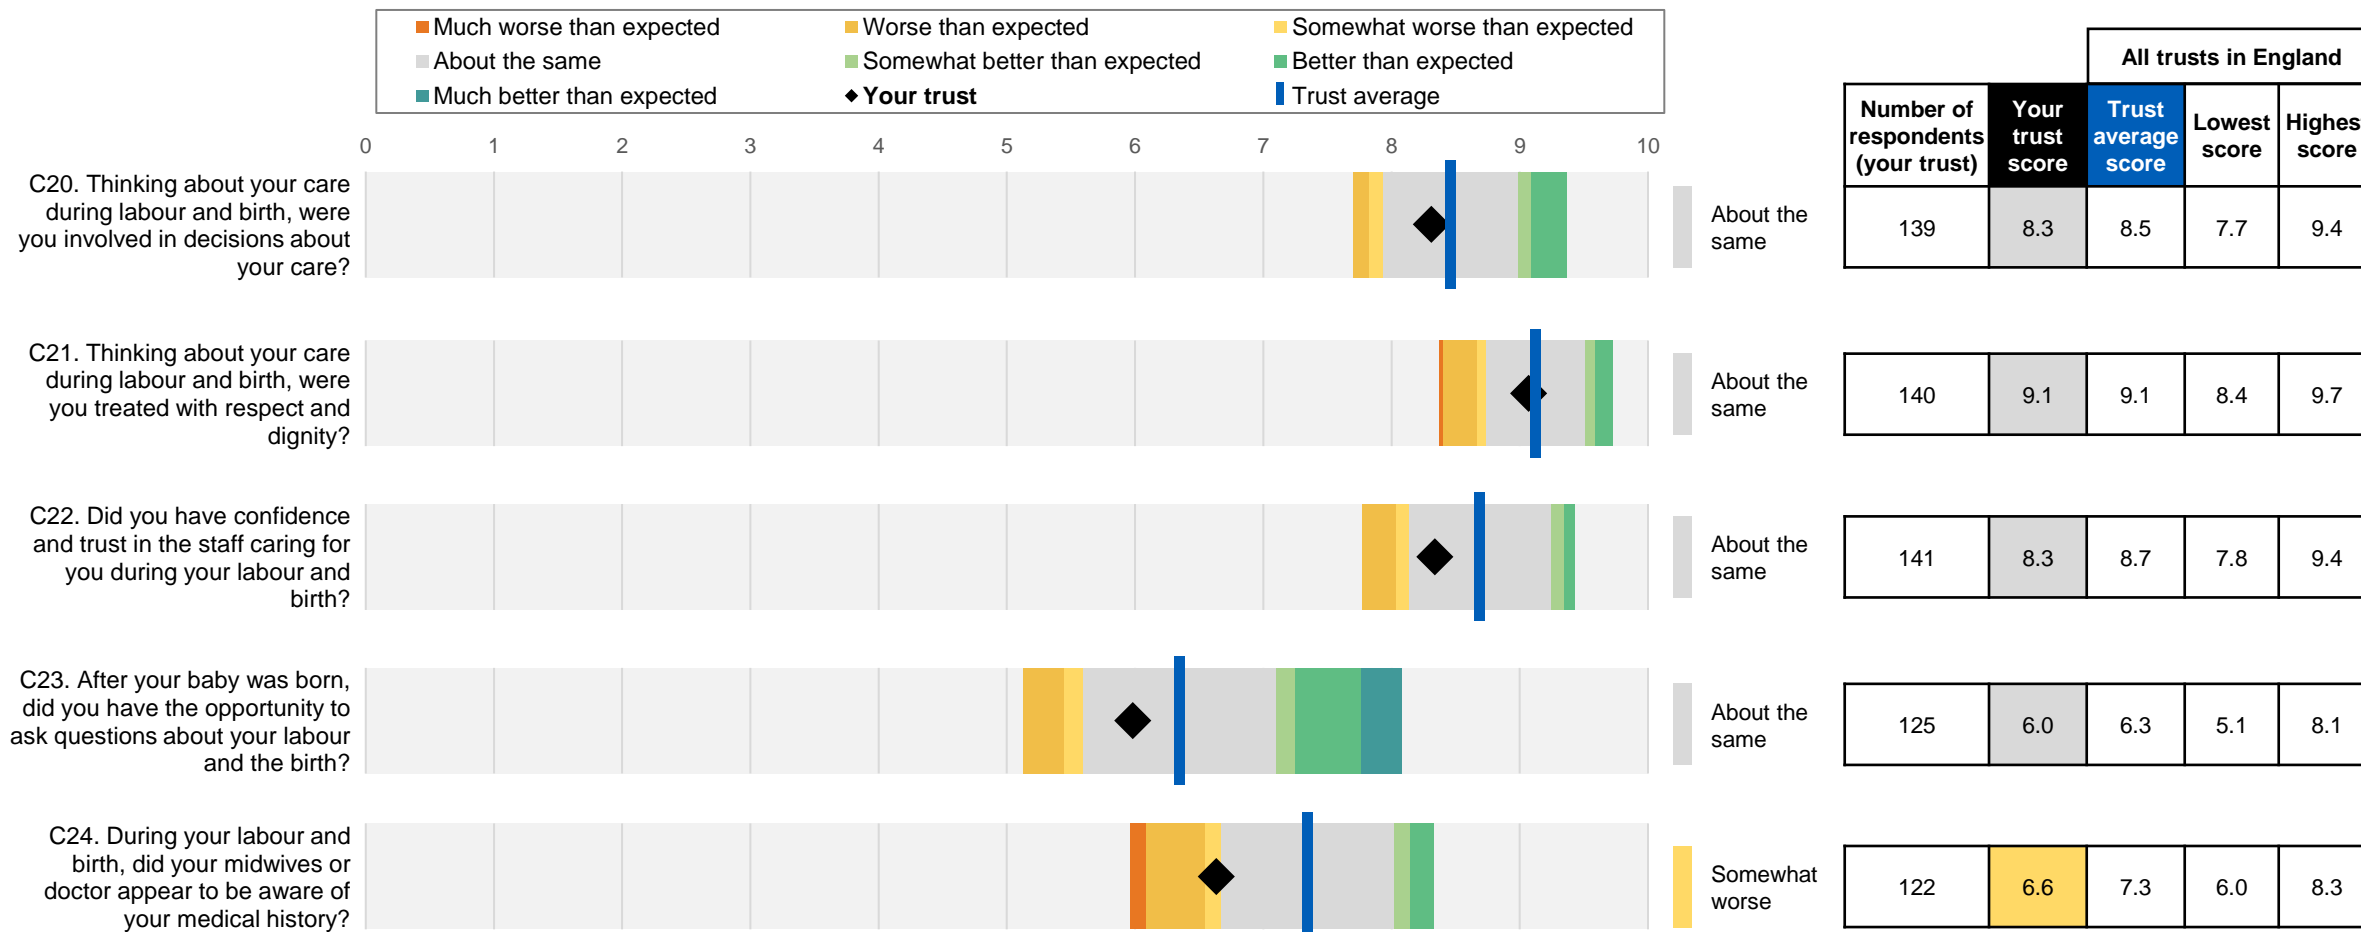 Much worse than expected
Worse than expected
Somewhat worse than expected
About the same
Somewhat better than expected
Better than expected
Much better than expected
Your trust
Trust average
All trusts in England
Number of respondents (your trust)
Your trust score
Trust average score
Lowest score
Highest score
0 1 2 3 4 5 6 7 8 9 10
C20. Thinking about your care
during labour and birth, were
you involved in decisions about
your care?
About the
same
139 8.3 8.5 7.7 9.4
C21. Thinking about your care
during labour and birth, were
you treated with respect and
dignity?
About the
same
140 9.1 9.1 8.4 9.7
C22. Did you have confidence
and trust in the staff caring for
you during your labour and
birth?
About the
same
141 8.3 8.7 7.8 9.4
C23. After your baby was born,
did you have the opportunity to
ask questions about your labour
and the birth?
About the
same
125 6.0 6.3 5.1 8.1
C24. During your labour and
birth, did your midwives or
doctor appear to be aware of
your medical history?
Somewhat
worse
122 6.6 7.3 6.0 8.3